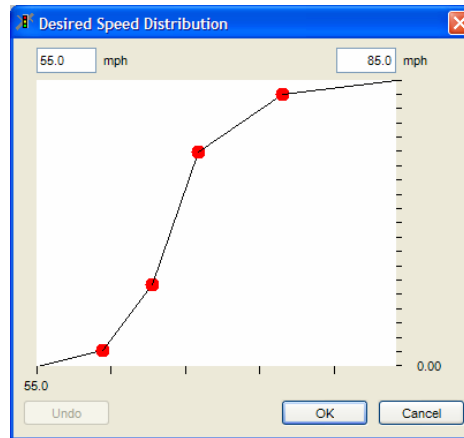 Desired Speed Distribution
55.0 mph 85.0 mph
0.00
55.0
Undo OK Cancel